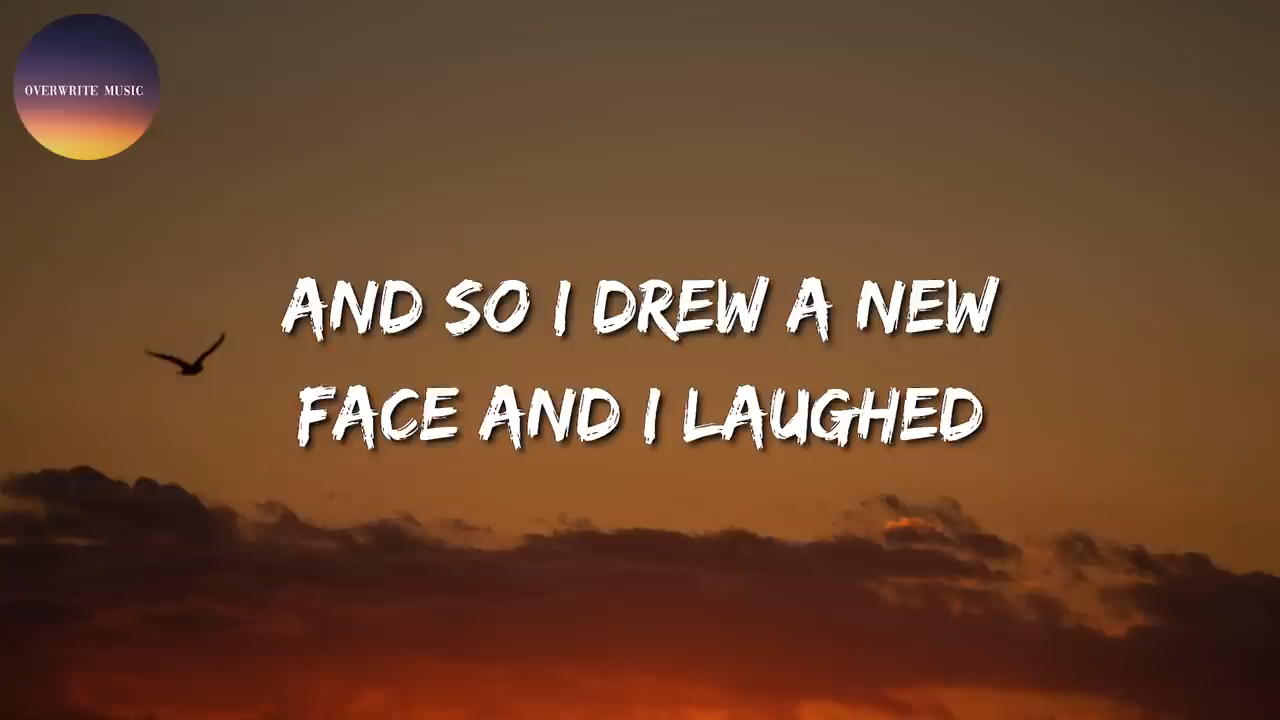 OVERWRITE MUSIC
AND SO I DREW A NEW
FACE AND I LAUGHED